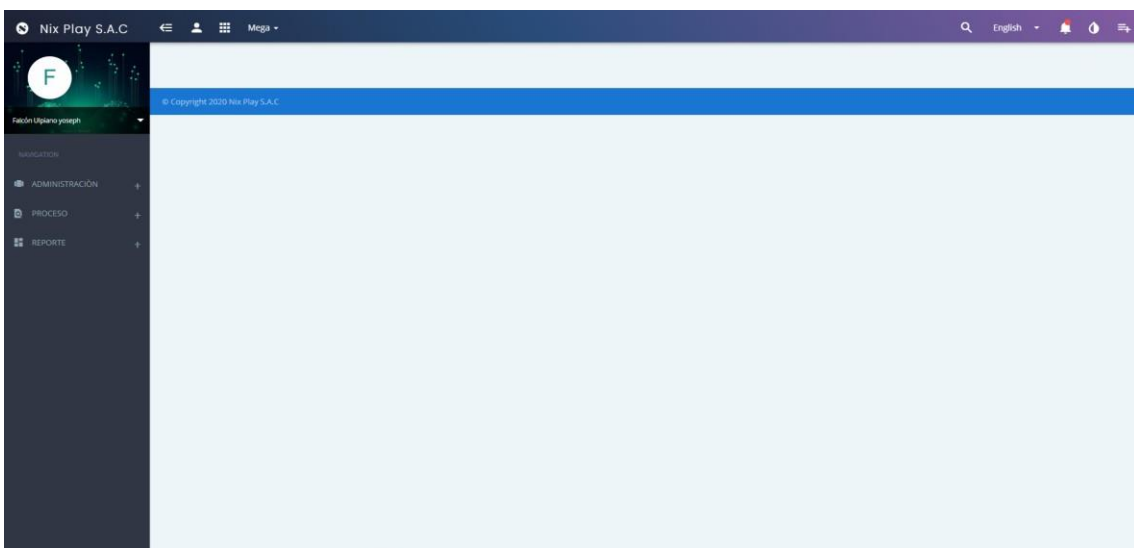 Nix Play S.A.C
Mega
English
F
Falcón Ulpiano yoseph
© Copyright 2020 Nix Play S.A.C
NAVIGATION
ADMINISTRACIÓN
PROCESO
REPORTE